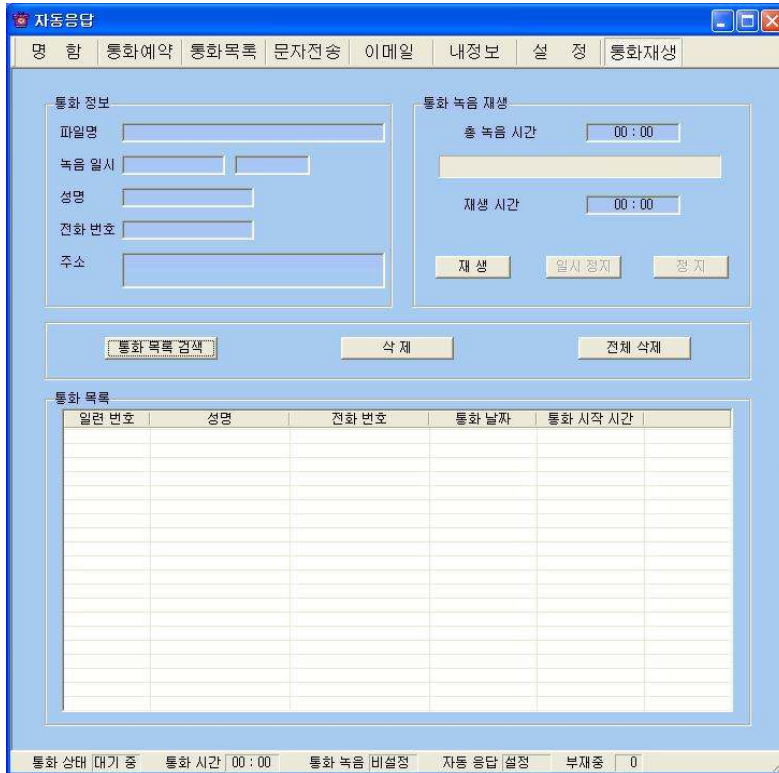 자동응답
명 함 통화예약 통화목록 문자전송 이메일 내정보 설 정 통화재생
통화 정보
파일명
녹음 일시
성명
전화 번호
주소
통화 녹음 재생
총 녹음 시간 00 : 00
재생 시간 00 : 00
재 생 일시 정지 정 지
통화 목록 검색 삭 제 전체 삭제
통화 목록
일련 번호 성명 전화 번호 통화 날짜 통화 시작 시간
통화 상태 대기 중 통화 시간 00 : 00 통화 녹음 비설정 자동 응답 설정 부재중 0